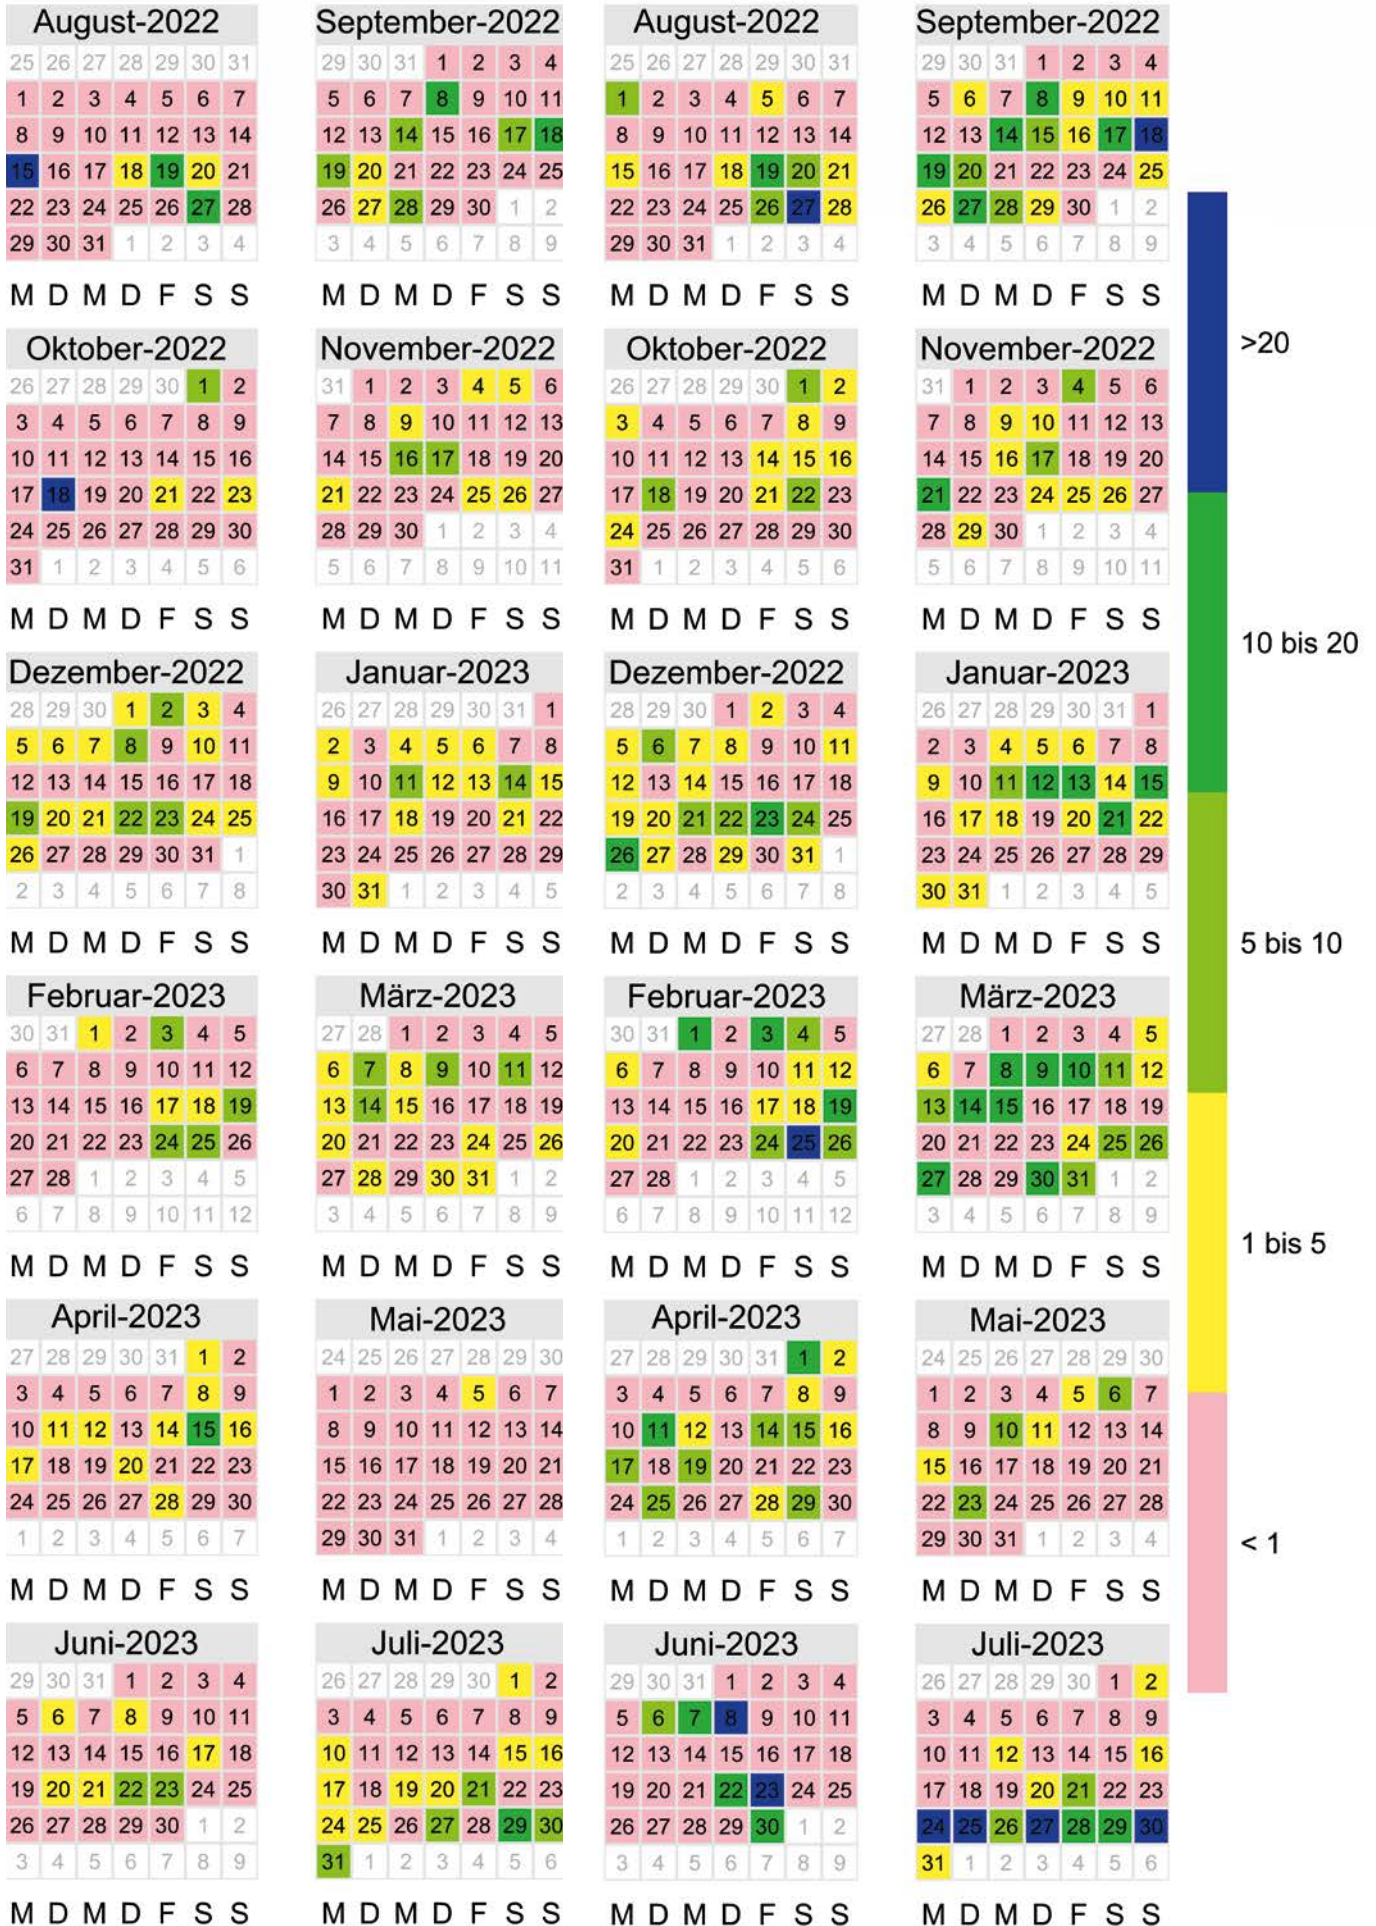 August-2022
25 26 27 28 29 30 31
1 2 3 4 5 6 7
8 9 10 11 12 13 14
15 16 17 18 19 20 21
22 23 24 25 26 27 28
29 30 31 1 2 3 4
M D M D F S S
September-2022
29 30 31 1 2 3 4
5 6 7 8 9 10 11
12 13 14 15 16 17 18
19 20 21 22 23 24 25
26 27 28 29 30 1 2
3 4 5 6 7 8 9
M D M D F S S
August-2022
25 26 27 28 29 30 31
1 2 3 4 5 6 7
8 9 10 11 12 13 14
15 16 17 18 19 20 21
22 23 24 25 26 27 28
29 30 31 1 2 3 4
M D M D F S S
September-2022
29 30 31 1 2 3 4
5 6 7 8 9 10 11
12 13 14 15 16 17 18
19 20 21 22 23 24 25
26 27 28 29 30 1 2
3 4 5 6 7 8 9
M D M D F S S
Oktober-2022
26 27 28 29 30 1 2
3 4 5 6 7 8 9
10 11 12 13 14 15 16
17 18 19 20 21 22 23
24 25 26 27 28 29 30
31 1 2 3 4 5 6
M D M D F S S
November-2022
31 1 2 3 4 5 6
7 8 9 10 11 12 13
14 15 16 17 18 19 20
21 22 23 24 25 26 27
28 29 30 1 2 3 4
5 6 7 8 9 10 11
M D M D F S S
Oktober-2022
26 27 28 29 30 1 2
3 4 5 6 7 8 9
10 11 12 13 14 15 16
17 18 19 20 21 22 23
24 25 26 27 28 29 30
31 1 2 3 4 5 6
M D M D F S S
November-2022
31 1 2 3 4 5 6
7 8 9 10 11 12 13
14 15 16 17 18 19 20
21 22 23 24 25 26 27
28 29 30 1 2 3 4
5 6 7 8 9 10 11
M D M D F S S
Dezember-2022
28 29 30 1 2 3 4
5 6 7 8 9 10 11
12 13 14 15 16 17 18
19 20 21 22 23 24 25
26 27 28 29 30 31 1
2 3 4 5 6 7 8
M D M D F S S
Januar-2023
26 27 28 29 30 31 1
2 3 4 5 6 7 8
9 10 11 12 13 14 15
16 17 18 19 20 21 22
23 24 25 26 27 28 29
30 31 1 2 3 4 5
M D M D F S S
Dezember-2022
28 29 30 1 2 3 4
5 6 7 8 9 10 11
12 13 14 15 16 17 18
19 20 21 22 23 24 25
26 27 28 29 30 31 1
2 3 4 5 6 7 8
M D M D F S S
Januar-2023
26 27 28 29 30 31 1
2 3 4 5 6 7 8
9 10 11 12 13 14 15
16 17 18 19 20 21 22
23 24 25 26 27 28 29
30 31 1 2 3 4 5
M D M D F S S
Februar-2023
30 31 1 2 3 4 5
6 7 8 9 10 11 12
13 14 15 16 17 18 19
20 21 22 23 24 25 26
27 28 1 2 3 4 5
6 7 8 9 10 11 12
M D M D F S S
März-2023
27 28 1 2 3 4 5
6 7 8 9 10 11 12
13 14 15 16 17 18 19
20 21 22 23 24 25 26
27 28 29 30 31 1 2
3 4 5 6 7 8 9
M D M D F S S
Februar-2023
30 31 1 2 3 4 5
6 7 8 9 10 11 12
13 14 15 16 17 18 19
20 21 22 23 24 25 26
27 28 1 2 3 4 5
6 7 8 9 10 11 12
M D M D F S S
März-2023
27 28 1 2 3 4 5
6 7 8 9 10 11 12
13 14 15 16 17 18 19
20 21 22 23 24 25 26
27 28 29 30 31 1 2
3 4 5 6 7 8 9
M D M D F S S
April-2023
27 28 29 30 31 1 2
3 4 5 6 7 8 9
10 11 12 13 14 15 16
17 18 19 20 21 22 23
24 25 26 27 28 29 30
1 2 3 4 5 6 7
M D M D F S S
Mai-2023
24 25 26 27 28 29 30
1 2 3 4 5 6 7
8 9 10 11 12 13 14
15 16 17 18 19 20 21
22 23 24 25 26 27 28
29 30 31 1 2 3 4
M D M D F S S
April-2023
27 28 29 30 31 1 2
3 4 5 6 7 8 9
10 11 12 13 14 15 16
17 18 19 20 21 22 23
24 25 26 27 28 29 30
1 2 3 4 5 6 7
M D M D F S S
Mai-2023
24 25 26 27 28 29 30
1 2 3 4 5 6 7
8 9 10 11 12 13 14
15 16 17 18 19 20 21
22 23 24 25 26 27 28
29 30 31 1 2 3 4
M D M D F S S
Juni-2023
29 30 31 1 2 3 4
5 6 7 8 9 10 11
12 13 14 15 16 17 18
19 20 21 22 23 24 25
26 27 28 29 30 1 2
3 4 5 6 7 8 9
M D M D F S S
Juli-2023
26 27 28 29 30 1 2
3 4 5 6 7 8 9
10 11 12 13 14 15 16
17 18 19 20 21 22 23
24 25 26 27 28 29 30
31 1 2 3 4 5 6
M D M D F S S
Juni-2023
29 30 31 1 2 3 4
5 6 7 8 9 10 11
12 13 14 15 16 17 18
19 20 21 22 23 24 25
26 27 28 29 30 1 2
3 4 5 6 7 8 9
M D M D F S S
Juli-2023
26 27 28 29 30 1 2
3 4 5 6 7 8 9
10 11 12 13 14 15 16
17 18 19 20 21 22 23
24 25 26 27 28 29 30
31 1 2 3 4 5 6
M D M D F S S
>20
10 bis 20
5 bis 10
1 bis 5
< 1